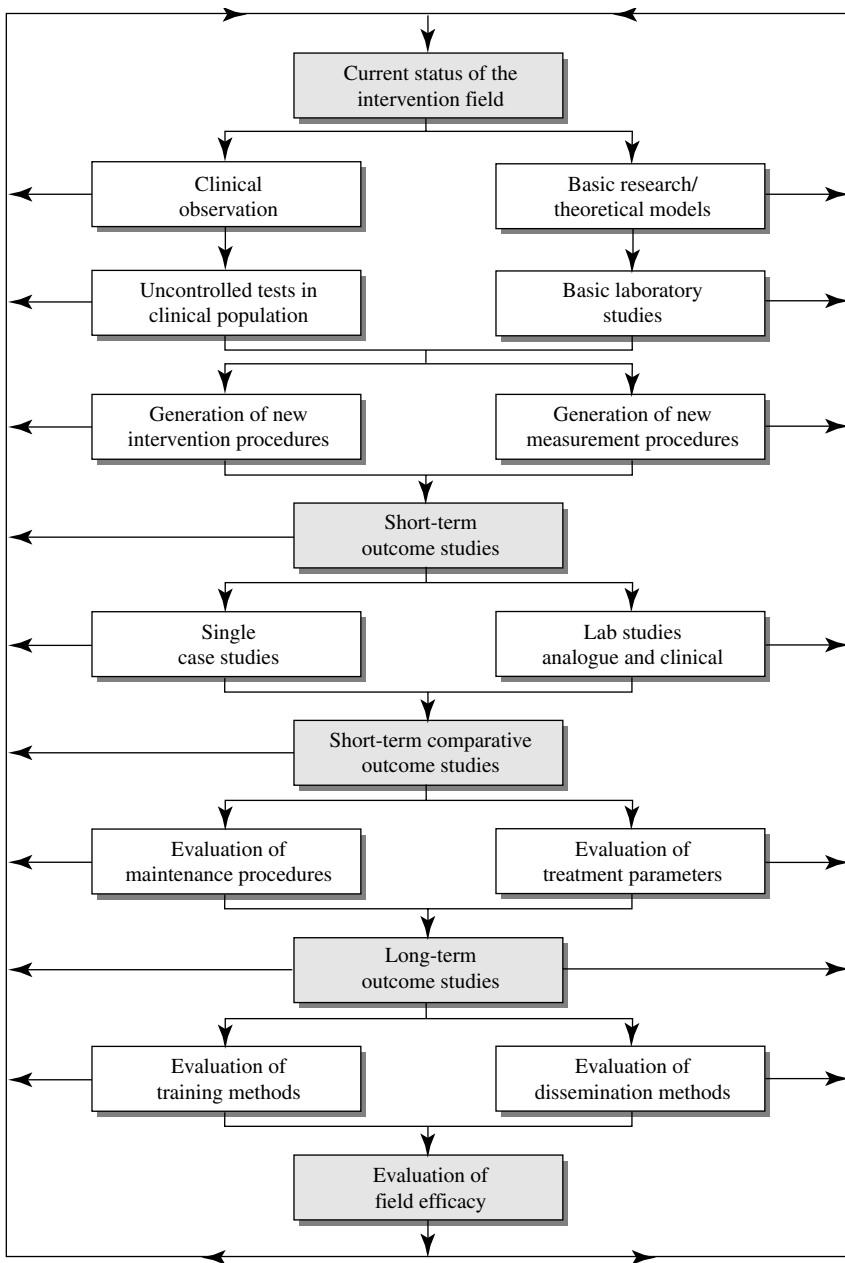 Current status of the
intervention field
Clinical
observation
Basic research/
theoretical models
Uncontrolled tests in
clinical population
Basic laboratory
studies
Generation of new
intervention procedures
Generation of new
measurement procedures
Short-term
outcome studies
Single
case studies
Lab studies
analogue and clinical
Short-term comparative
outcome studies
Evaluation of
maintenance procedures
Evaluation of
treatment parameters
Long-term
outcome studies
Evaluation of
training methods
Evaluation of
dissemination methods
Evaluation of
field efficacy